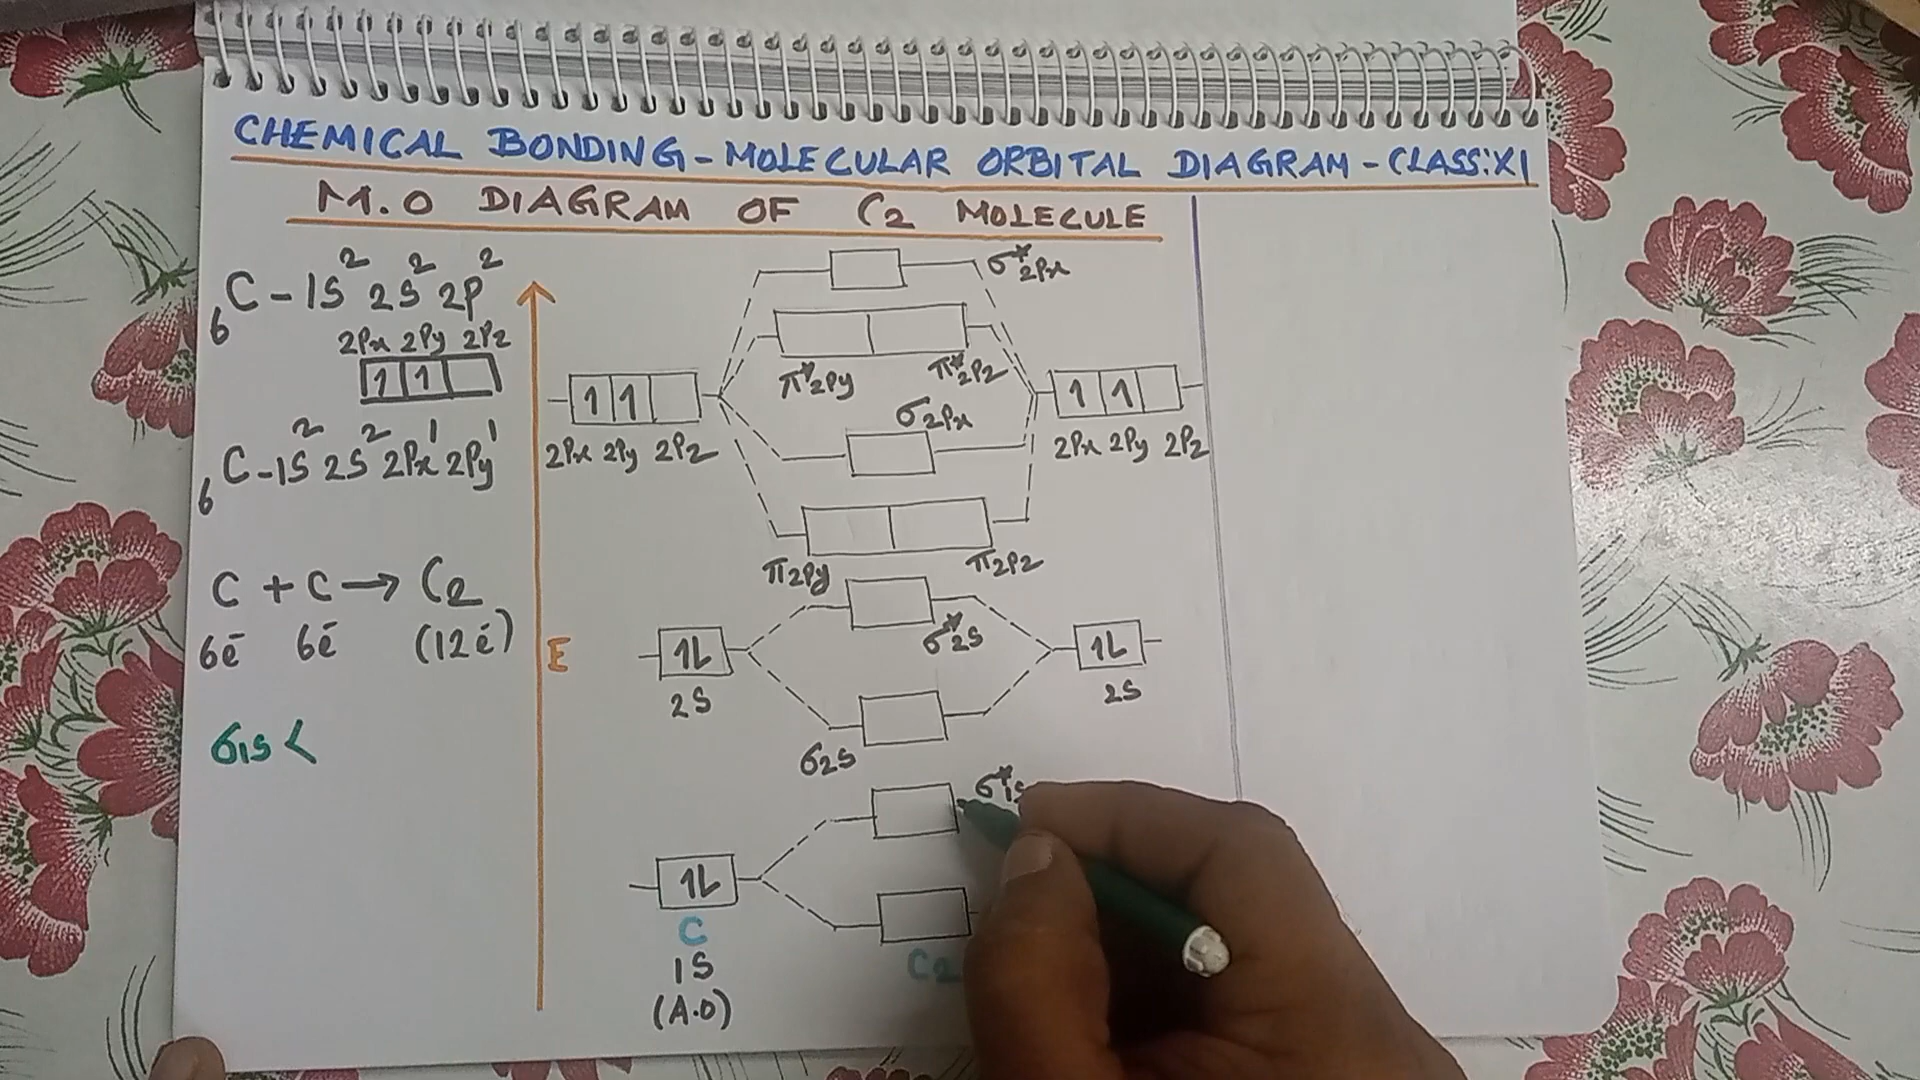 CHEMICAL BONDING - MOLECULAR ORBITAL DIAGRAM - CLASS:XI
M.O DIAGRAM OF C2 MOLECULE
6C - 1S² 2S² 2P²
2Px 2Py 2Pz
1 1
6C - 1S² 2S² 2Px¹ 2Py¹
C + C → C2
6ē 6ē (12ē)
σ1s <
E
σ*2Px
π*2Py π*2Pz
1 1
1 1
σ2Px
2Px 2Py 2Pz
2Px 2Py 2Pz
π2Py π2Pz
1L
σ*2s
1L
2S
2S
σ2s
σ*1s
1L
C
C2
1S
(A.O)